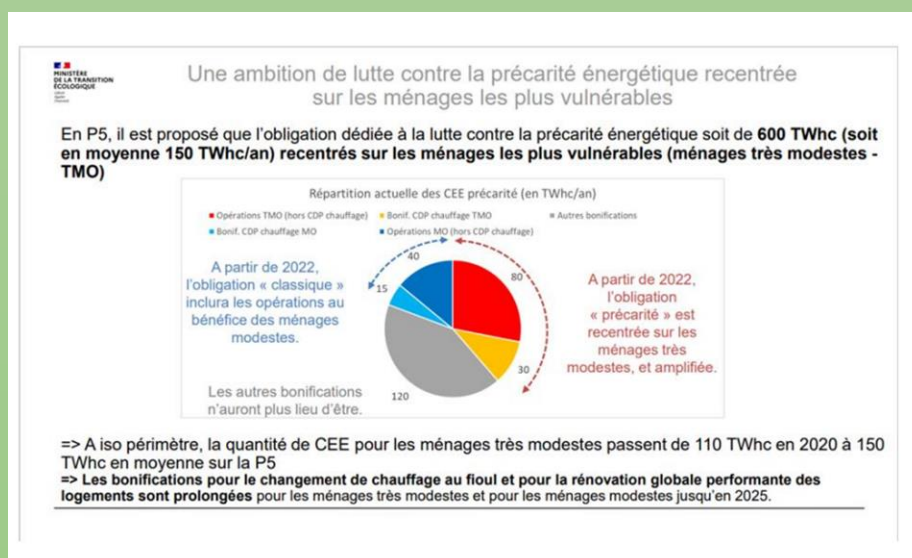 MINISTÈRE
DE LA TRANSITION
ÉCOLOGIQUE
Une ambition de lutte contre la précarité énergétique recentrée
sur les ménages les plus vulnérables
En P5, il est proposé que l'obligation dédiée à la lutte contre la précarité énergétique soit de 600 TWhc (soit
en moyenne 150 TWhc/an) recentrés sur les ménages les plus vulnérables (ménages très modestes -
TMO)
Répartition actuelle des CEE précarité (en TWhc/an)
Opérations TMO (hors CDP chauffage)
Bonif. CDP chauffage TMO
Autres bonifications
Bonif. CDP chauffage MO
Opérations MO (hors CDP chauffage)
A partir de 2022,
l'obligation « classique »
inclura les opérations au
bénéfice des ménages
modestes.
Les autres bonifications
n'auront plus lieu d'être.
40
15
80
30
120
A partir de 2022,
l'obligation
« précarité » est
recentrée sur les
ménages très
modestes, et amplifiée.
=> A iso périmètre, la quantité de CEE pour les ménages très modestes passent de 110 TWhc en 2020 à 150
TWhc en moyenne sur la P5
=> Les bonifications pour le changement de chauffage au fioul et pour la rénovation globale performante des
logements sont prolongées pour les ménages très modestes et pour les ménages modestes jusqu'en 2025.